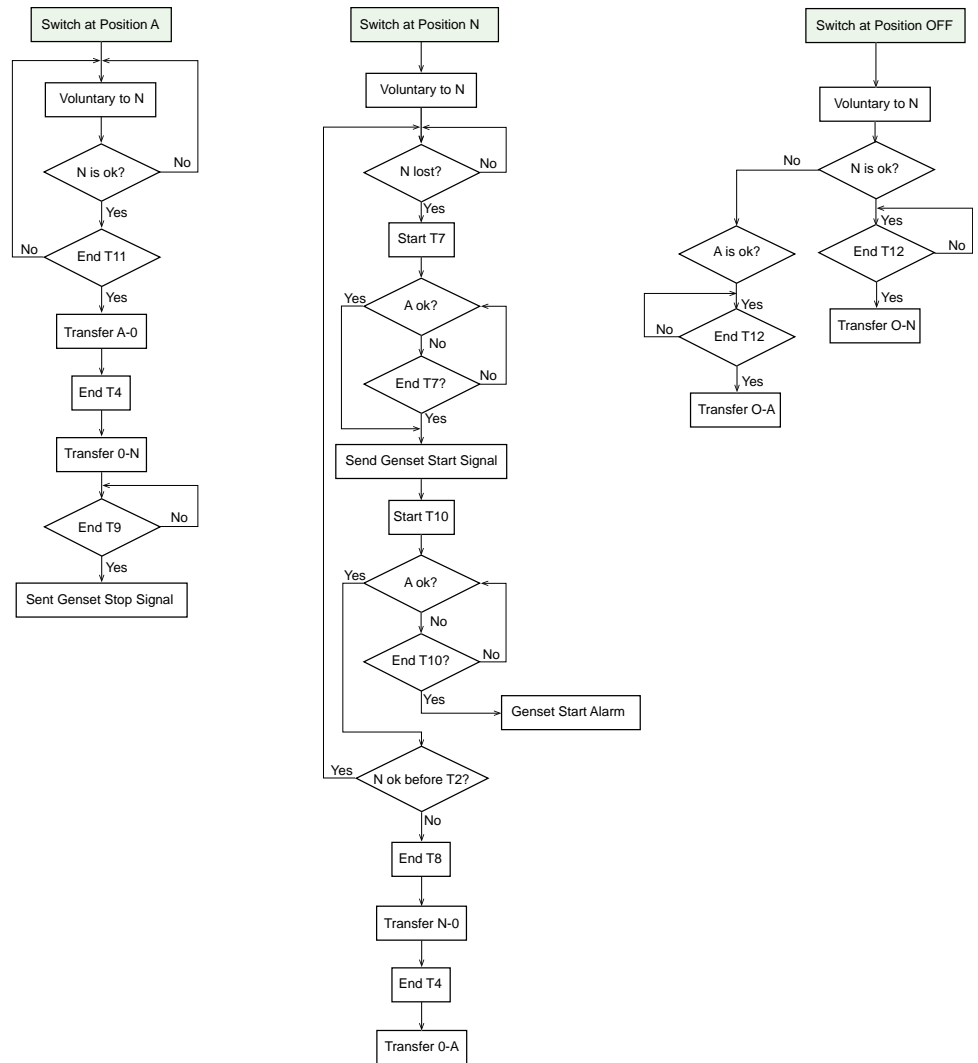 Switch at Position A
Voluntary to N
N is ok?
No
Yes
End T11
No
Yes
Transfer A-0
End T4
Transfer 0-N
End T9
No
Yes
Sent Genset Stop Signal
Switch at Position N
Voluntary to N
N lost?
No
Yes
Start T7
Yes
A ok?
No
End T7?
No
Yes
Send Genset Start Signal
Start T10
Yes
A ok?
No
End T10?
No
Yes
Genset Start Alarm
Yes
N ok before T2?
No
End T8
Transfer N-0
End T4
Transfer 0-A
Switch at Position OFF
Voluntary to N
No
N is ok?
Yes
End T12
No
Yes
Transfer O-N
A is ok?
Yes
No
End T12
Yes
Transfer O-A